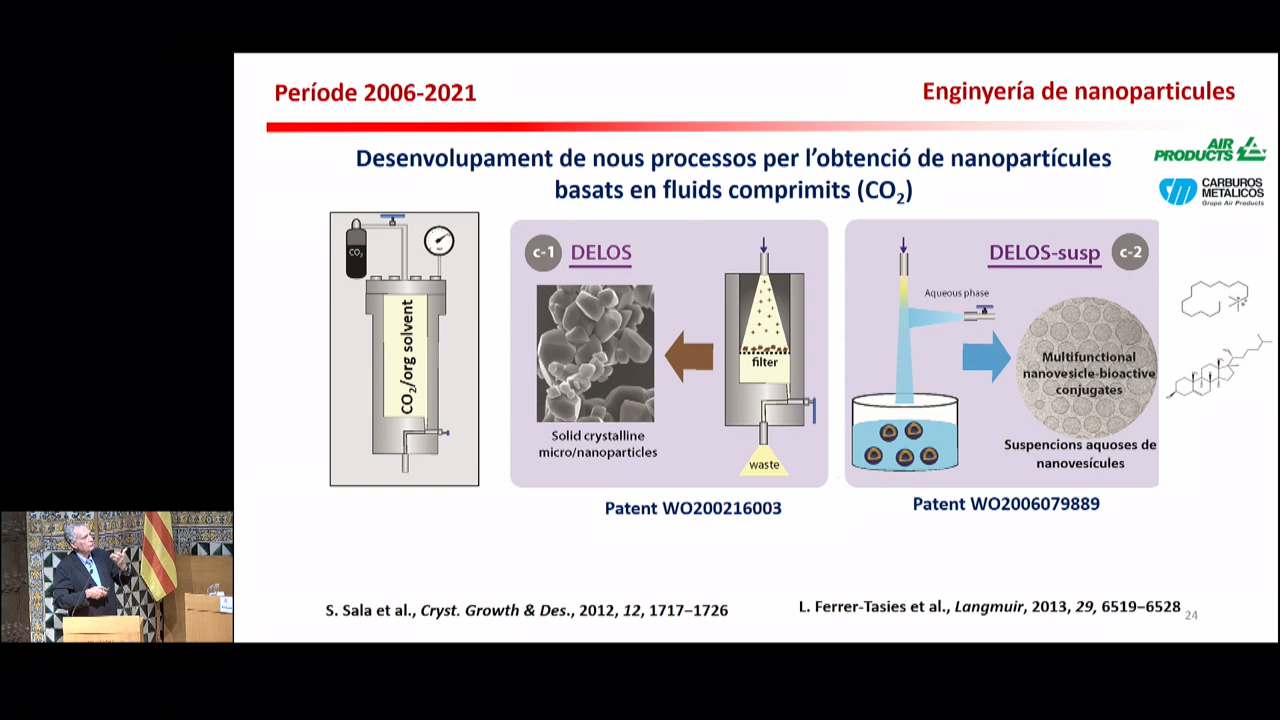 Període 2006-2021
Enginyería de nanoparticules
Desenvolupament de nous processos per l’obtenció de nanopartícules
basats en fluids comprimits (CO2)
AIR
PRODUCTS
CARBUROS
METALICOS
Grupo Air Products
CO2
CO2/org solvent
c-1 DELOS
filter
waste
Solid crystalline
micro/nanoparticles
Patent WO200216003
DELOS-susp c-2
Aqueous phase
Multifunctional
nanovesicle-bioactive
conjugates
Suspencions aquoses de
nanovesícules
Patent WO2006079889
S. Sala et al., Cryst. Growth & Des., 2012, 12, 1717–1726
L. Ferrer-Tasies et al., Langmuir, 2013, 29, 6519–6528
24